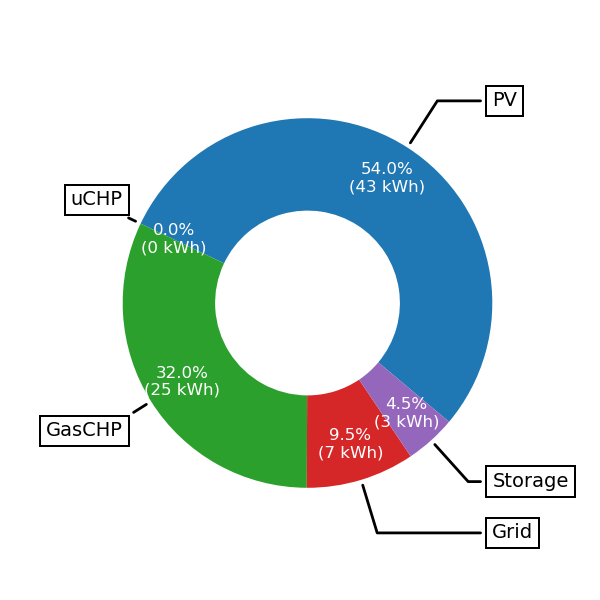 PV
54.0%
(43 kWh)
uCHP
0.0%
(0 kWh)
32.0%
(25 kWh)
GasCHP
4.5%
(3 kWh)
9.5%
(7 kWh)
Storage
Grid